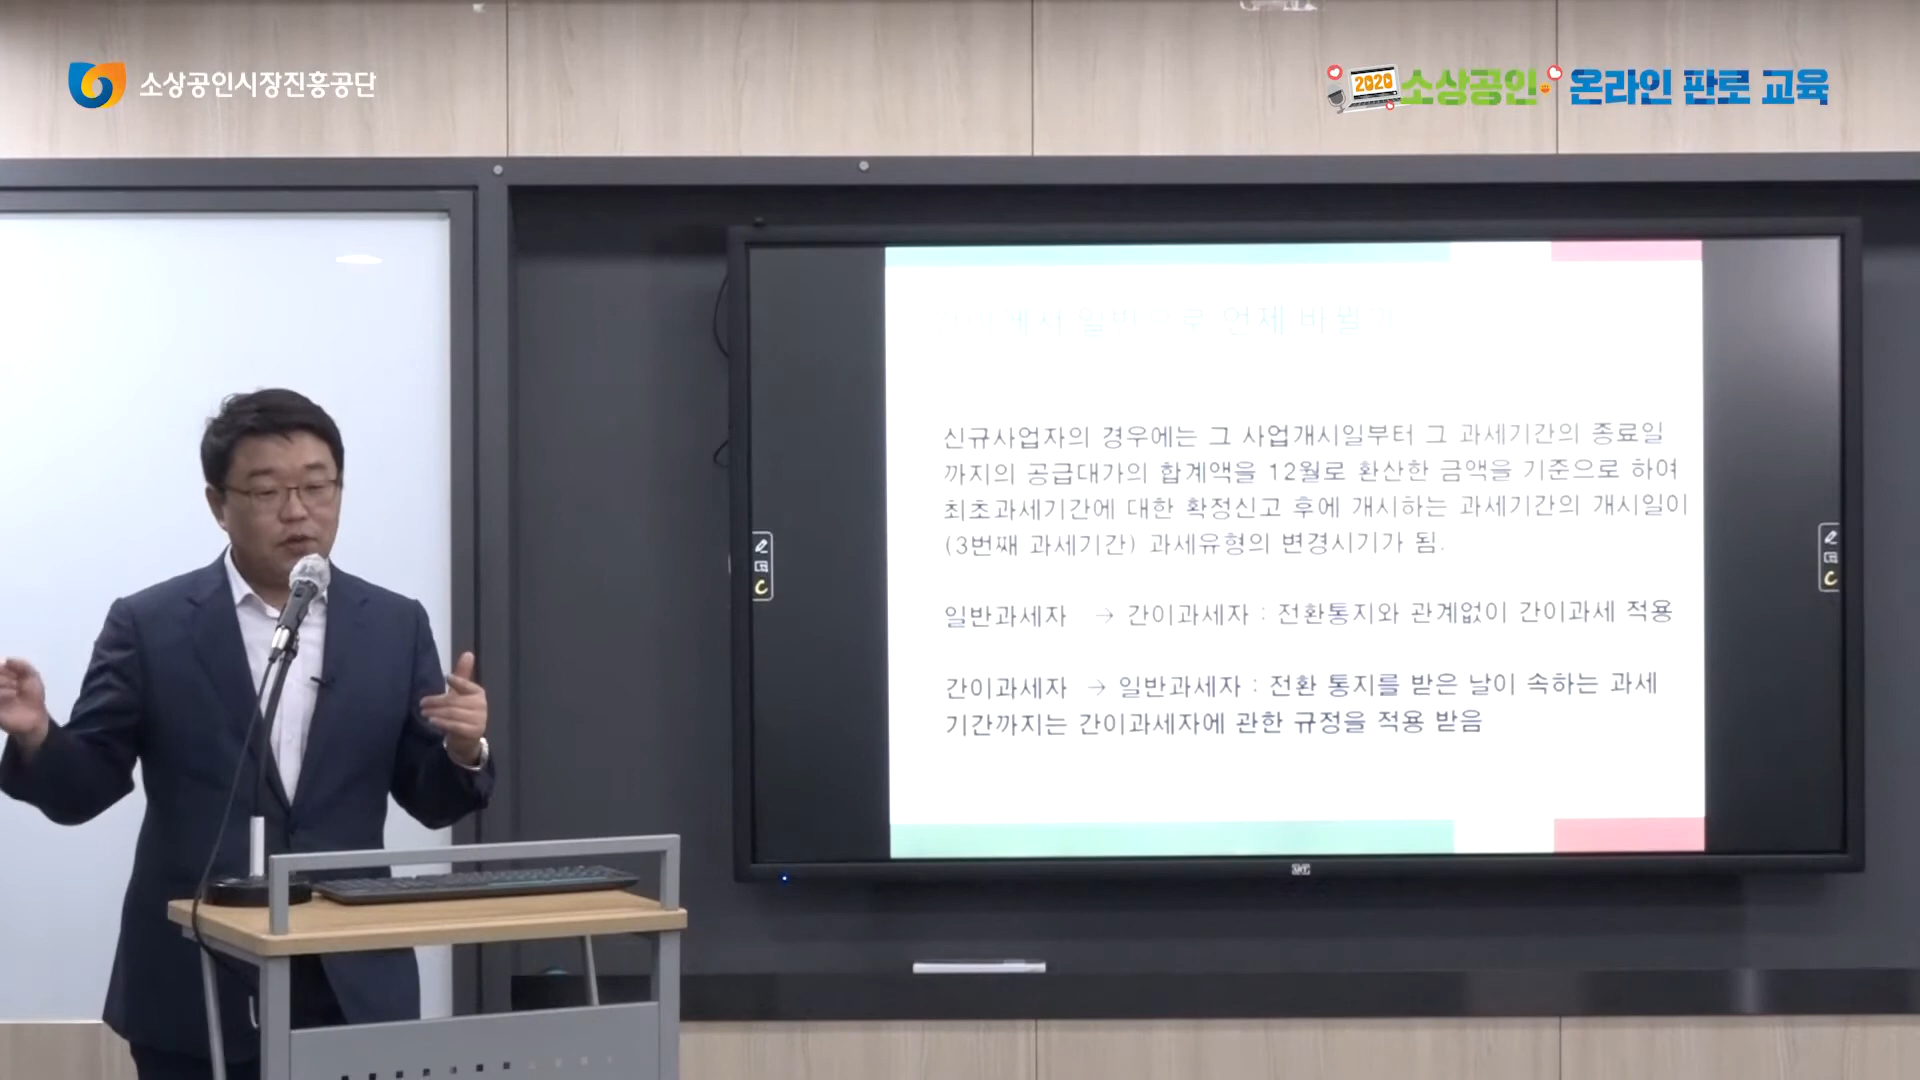 소상공인시장진흥공단
2020 소상공인 온라인 판로 교육
에서 일반으로 언제 바뀔
신규사업자의 경우에는 그 사업개시일부터 그 과세기간의 종료일
까지의 공급대가의 합계액을 12월로 환산한 금액을 기준으로 하여
최초과세기간에 대한 확정신고 후에 개시하는 과세기간의 개시일이
(3번째 과세기간) 과세유형의 변경시기가 됨.
일반과세자 → 간이과세자 : 전환통지와 관계없이 간이과세 적용
간이과세자 → 일반과세자 : 전환 통지를 받은 날이 속하는 과세
기간까지는 간이과세자에 관한 규정을 적용 받음